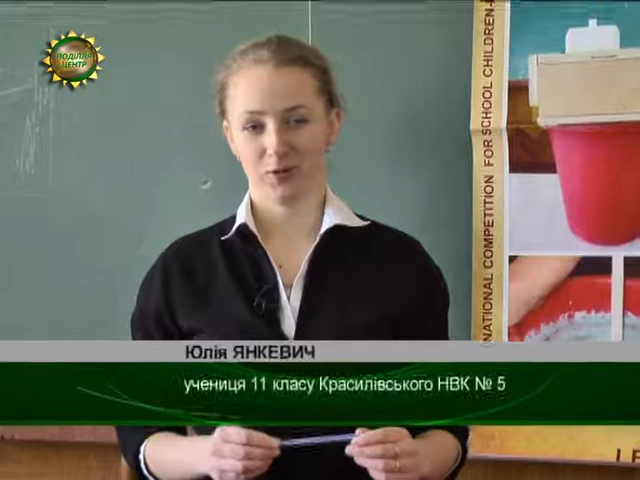 ПОДІЛЛЯ
ЦЕНТР
NATIONAL COMPETITION FOR SCHOOL CHILDREN
Юлія ЯНКЕВИЧ
учениця 11 класу Красилівського НВК № 5